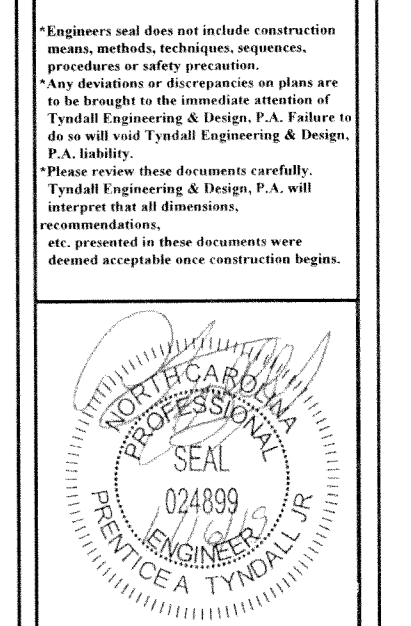 *Engineers seal does not include construction
means, methods, techniques, sequences,
procedures or safety precaution.
*Any deviations or discrepancies on plans are
to be brought to the immediate attention of
Tyndall Engineering & Design, P.A. Failure to
do so will void Tyndall Engineering & Design,
P.A. liability.
*Please review these documents carefully.
Tyndall Engineering & Design, P.A. will
interpret that all dimensions,
recommendations,
etc. presented in these documents were
deemed acceptable once construction begins.
NORTH CAROLINA
PROFESSIONAL
SEAL
024899
ENGINEER
PRENTICE A TYNDALL JR